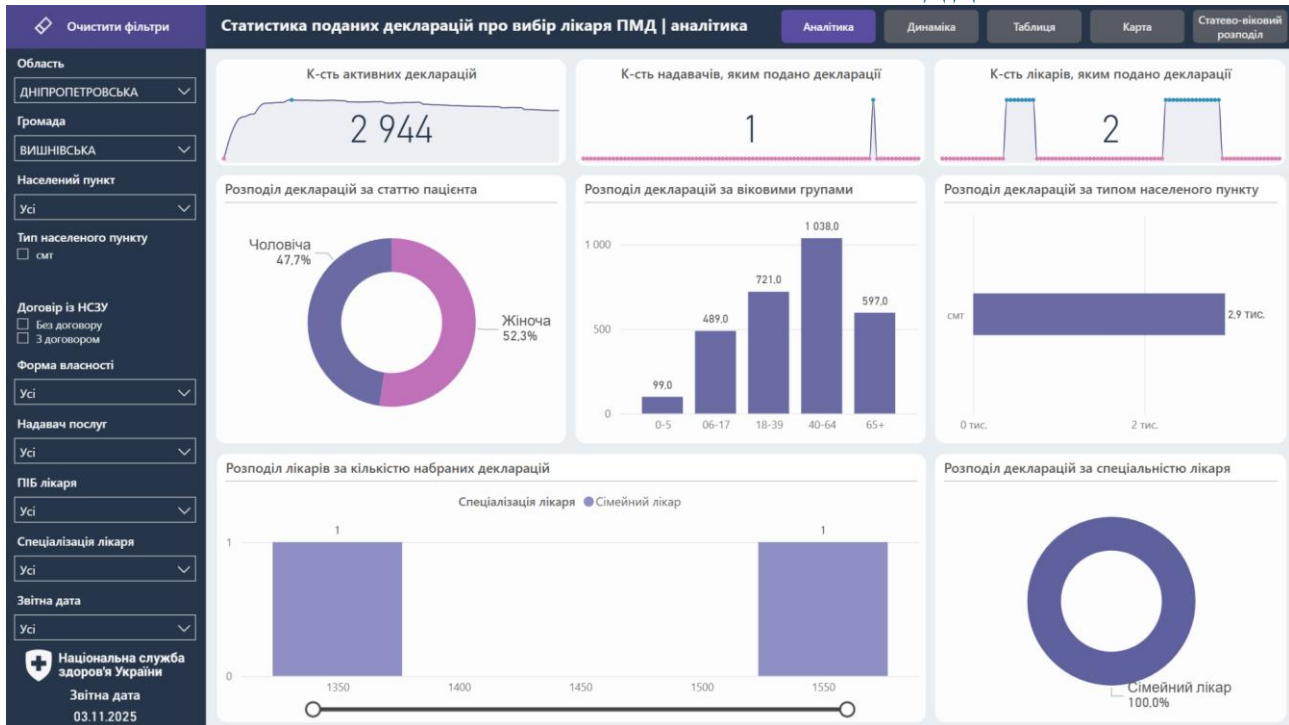 Очистити фільтри
Статистика поданих декларацій про вибір лікаря ПМД | аналітика
Аналітика
Динаміка
Таблиця
Карта
Статево-віковий
розподіл
Область
ДНІПРОПЕТРОВСЬКА
Громада
ВИШНІВСЬКА
Населений пункт
Усі
Тип населеного пункту
смт
Договір із НСЗУ
Без договору
З договором
Форма власності
Усі
Надавач послуг
Усі
ПІБ лікаря
Усі
Спеціалізація лікаря
Усі
Звітна дата
Усі
Національна служба
здоров'я України
Звітна дата
03.11.2025
К-сть активних декларацій
2 944
К-сть надавачів, яким подано декларації
1
К-сть лікарів, яким подано декларації
2
Розподіл декларацій за статтю пацієнта
Чоловіча
47,7%
Жіноча
52,3%
Розподіл декларацій за віковими групами
1 038,0
1 000
721,0
597,0
489,0
500
99,0
0
0-5 06-17 18-39 40-64 65+
Розподіл декларацій за типом населеного пункту
смт
2,9 тис.
0 тис. 2 тис.
Розподіл лікарів за кількістю набраних декларацій
Спеціалізація лікаря Сімейний лікар
1 1
1
0
1350 1400 1450 1500 1550
Розподіл декларацій за спеціальністю лікаря
Сімейний лікар
100,0%